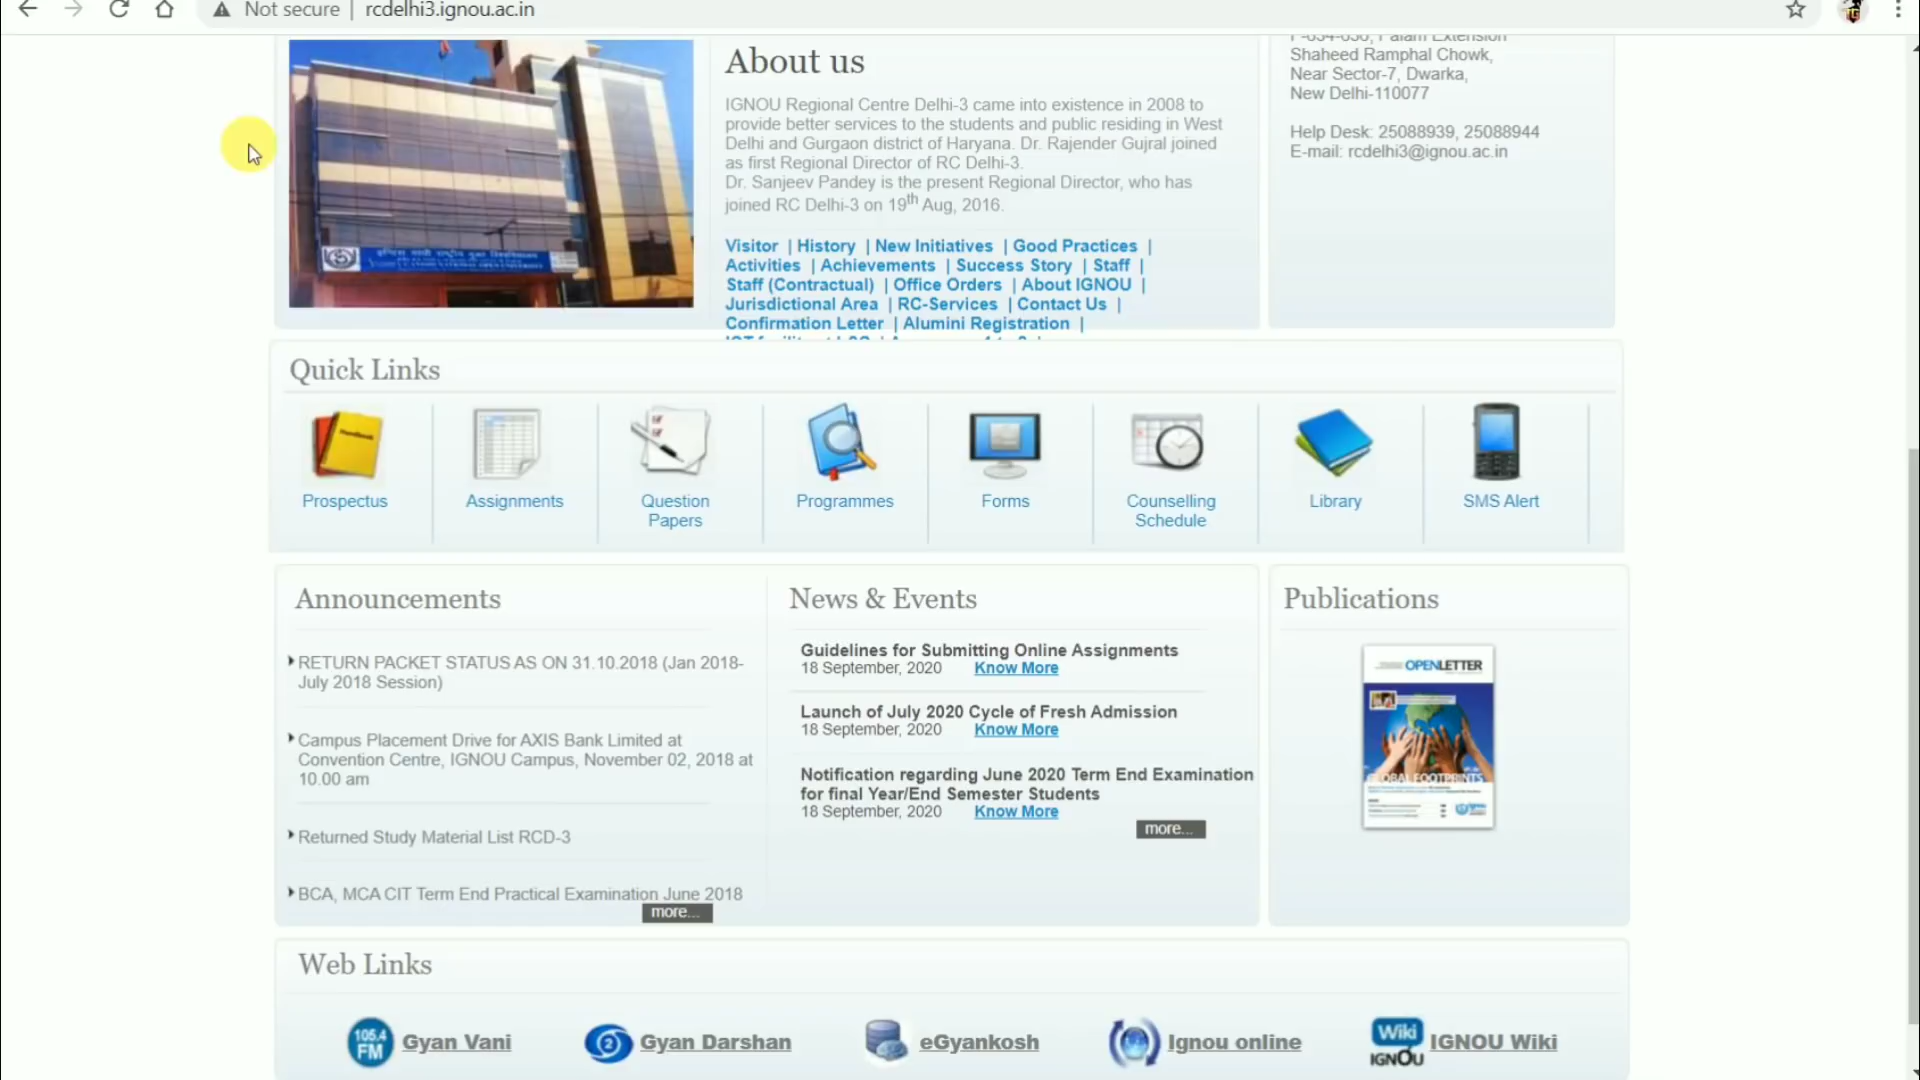 Not secure | rcdelhi3.ignou.ac.in
About us
IGNOU Regional Centre Delhi-3 came into existence in 2008 to
provide better services to the students and public residing in West
Delhi and Gurgaon district of Haryana. Dr. Rajender Gujral joined
as first Regional Director of RC Delhi-3.
Dr. Sanjeev Pandey is the present Regional Director, who has
joined RC Delhi-3 on 19th Aug, 2016.
Visitor | History | New Initiatives | Good Practices |
Activities | Achievements | Success Story | Staff |
Staff (Contractual) | Office Orders | About IGNOU |
Jurisdictional Area | RC-Services | Contact Us |
Confirmation Letter | Alumini Registration |
Palam Extension
Shaheed Ramphal Chowk,
Near Sector-7, Dwarka,
New Delhi-110077
Help Desk: 25088939, 25088944
E-mail: rcdelhi3@ignou.ac.in
Quick Links
Handbook
Prospectus
Assignments
Question
Papers
Programmes
Forms
Counselling
Schedule
Library
SMS Alert
Announcements
RETURN PACKET STATUS AS ON 31.10.2018 (Jan 2018-
July 2018 Session)
Campus Placement Drive for AXIS Bank Limited at
Convention Centre, IGNOU Campus, November 02, 2018 at
10.00 am
Returned Study Material List RCD-3
BCA, MCA CIT Term End Practical Examination June 2018
more...
News & Events
Guidelines for Submitting Online Assignments
18 September, 2020 Know More
Launch of July 2020 Cycle of Fresh Admission
18 September, 2020 Know More
Notification regarding June 2020 Term End Examination
for final Year/End Semester Students
18 September, 2020 Know More
more...
Publications
OPENLETTER
GLOBAL FOOTPRINTS
Web Links
105.4
FM
Gyan Vani
2
Gyan Darshan
eGyankosh
Ignou online
Wiki
IGNOU
IGNOU Wiki